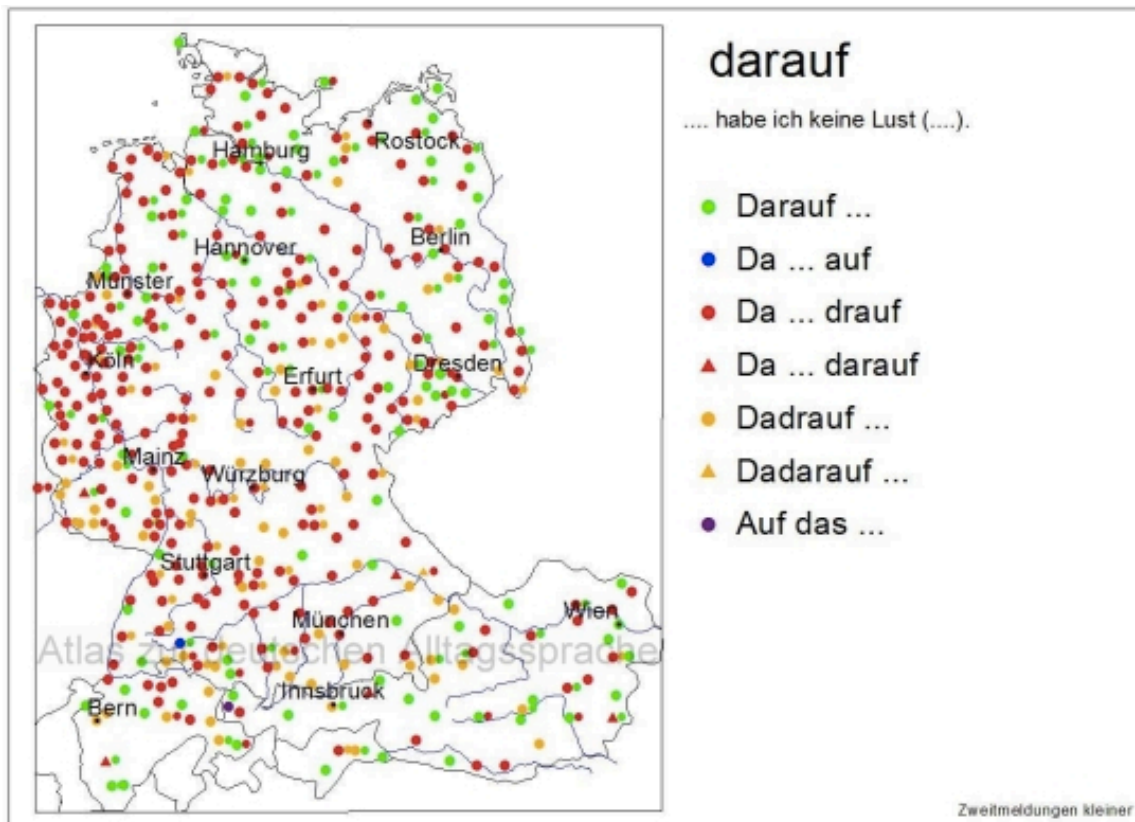 darauf
.... habe ich keine Lust (....).
Darauf ...
Da ... auf
Da ... drauf
Da ... darauf
Dadrauf ...
Dadarauf ...
Auf das ...
Rostock
Hamburg
Berlin
Hannover
Münster
Köln
Erfurt
Dresden
Mainz
Würzburg
Stuttgart
Wien
München
Atlas zur deutschen Alltagssprache
Innsbruck
Bern
Zweitmeldungen kleiner